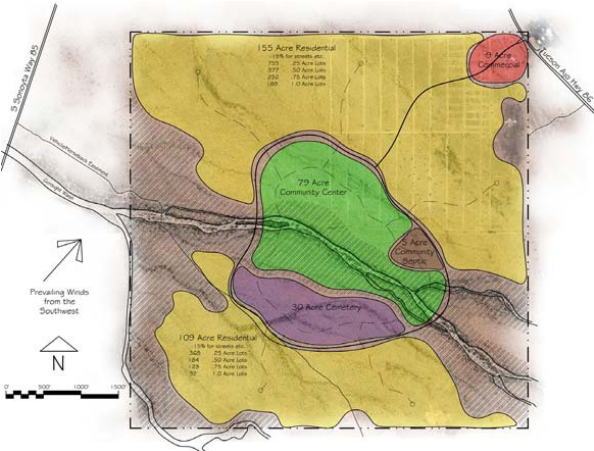 S Sonoyta Way 85
Tucson Ajo Hwy 86
155 Acre Residential
-15% for streets etc.
755 .25 Acre Lots
377 .50 Acre Lots
252 .75 Acre Lots
188 1.0 Acre Lots
9 Acre
Commercial
79 Acre
Community Center
5 Acre
Community
Septic
30 Acre Cemetery
109 Acre Residential
-15% for streets etc.
368 .25 Acre Lots
184 .50 Acre Lots
123 .75 Acre Lots
92 1.0 Acre Lots
Prevailing Winds
from the
Southwest
N
0' 500' 1000' 1500'